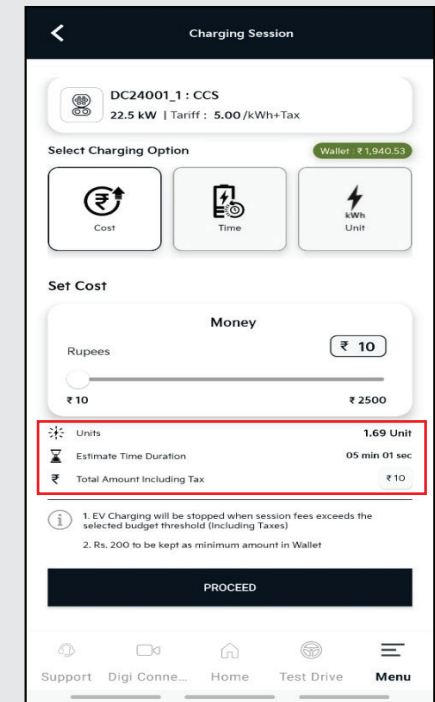 Charging Session
DC24001_1 : CCS
22.5 kW | Tariff : 5.00 /kWh+Tax
Select Charging Option
Wallet : ₹ 1,940.53
Cost
Time
kWh
Unit
Set Cost
Money
Rupees
₹ 10
₹ 10
₹ 2500
Units
1.69 Unit
Estimate Time Duration
05 min 01 sec
₹ Total Amount Including Tax
₹ 10
1. EV Charging will be stopped when session fees exceeds the
selected budget threshold (Including Taxes)
2. Rs. 200 to be kept as minimum amount in Wallet
PROCEED
Support
Digi Conne...
Home
Test Drive
Menu